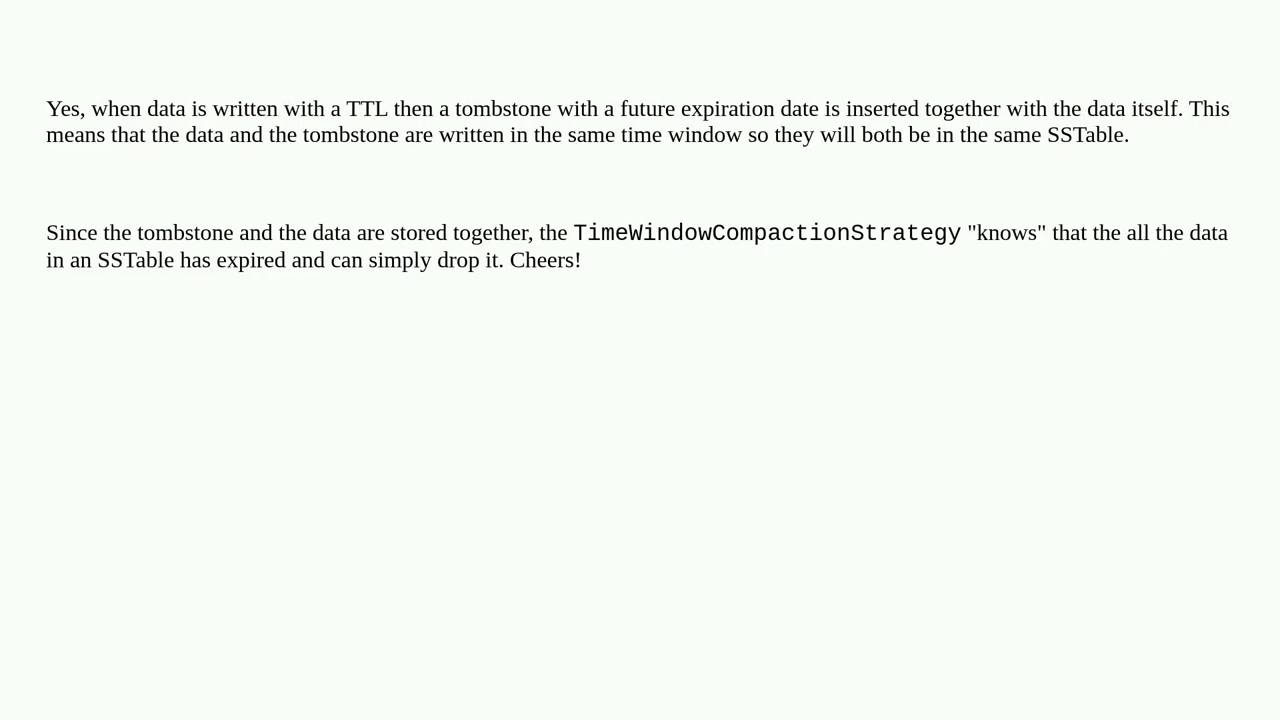 Yes, when data is written with a TTL then a tombstone with a future expiration date is inserted together with the data itself. This
means that the data and the tombstone are written in the same time window so they will both be in the same SSTable.
Since the tombstone and the data are stored together, the TimeWindowCompactionStrategy "knows" that the all the data
in an SSTable has expired and can simply drop it. Cheers!